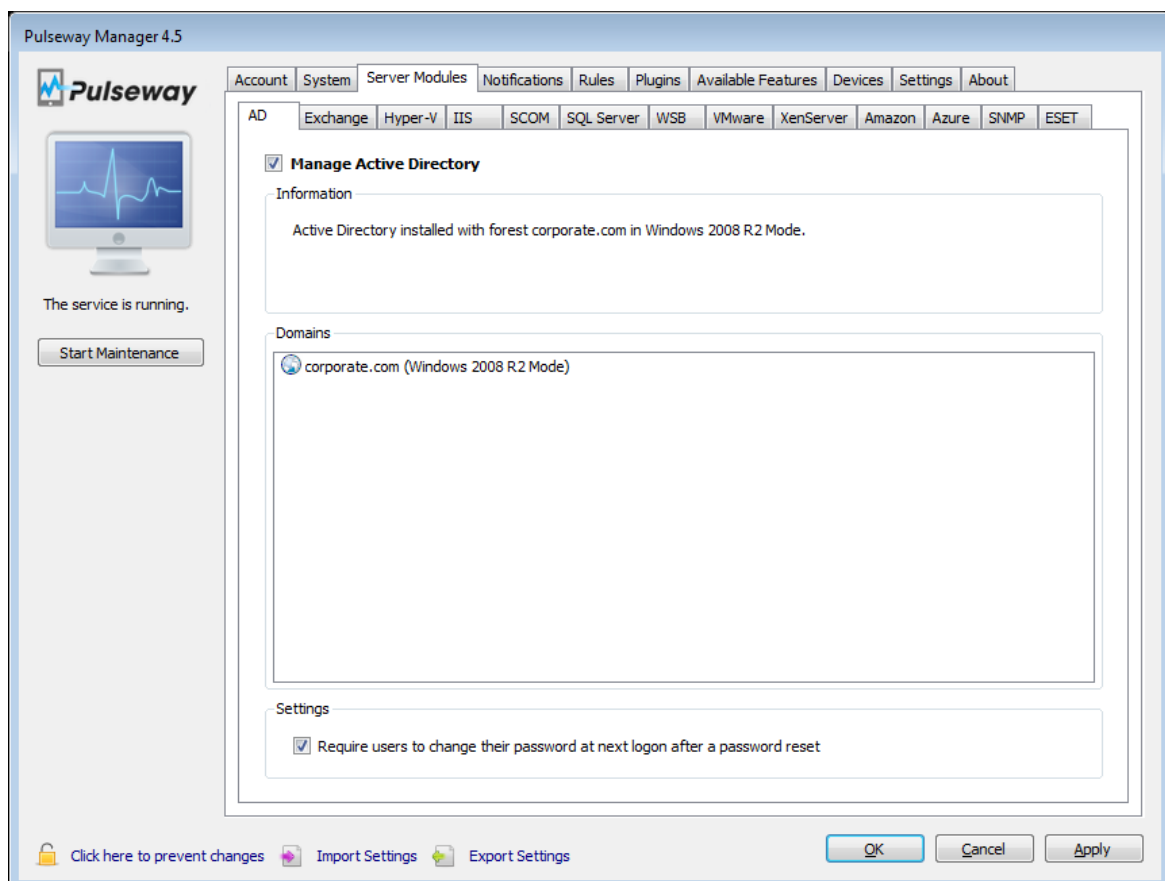 Pulseway Manager 4.5
Pulseway
Account System Server Modules Notifications Rules Plugins Available Features Devices Settings About
AD Exchange Hyper-V IIS SCOM SQL Server WSB VMware XenServer Amazon Azure SNMP ESET
Manage Active Directory
Information
Active Directory installed with forest corporate.com in Windows 2008 R2 Mode.
The service is running.
Start Maintenance
Domains
corporate.com (Windows 2008 R2 Mode)
Settings
Require users to change their password at next logon after a password reset
Click here to prevent changes Import Settings Export Settings
OK Cancel Apply